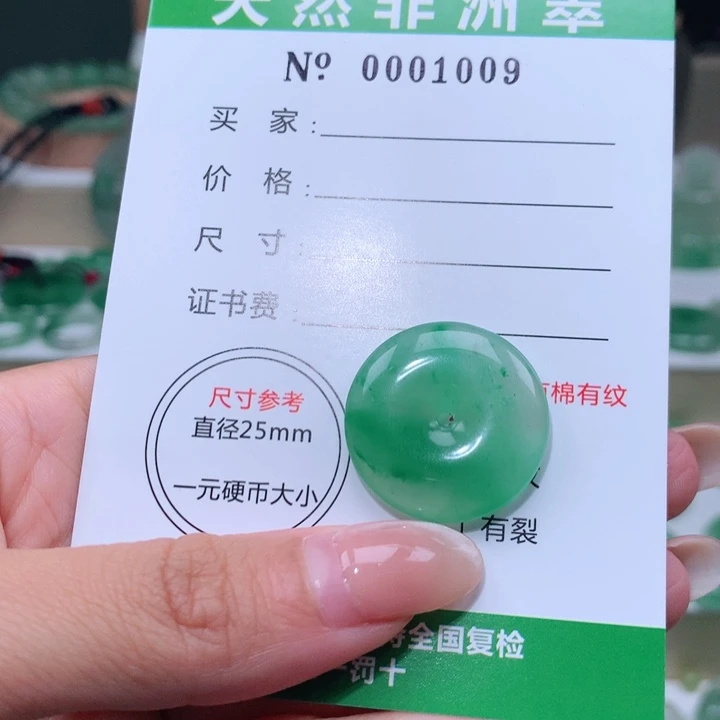 天然非洲翠
Nº 0001009
买 家:
价 格:
尺 寸:
证书费:
尺寸参考
直径25mm
一元硬币大小
棉有纹
有裂
全国复检
罚十